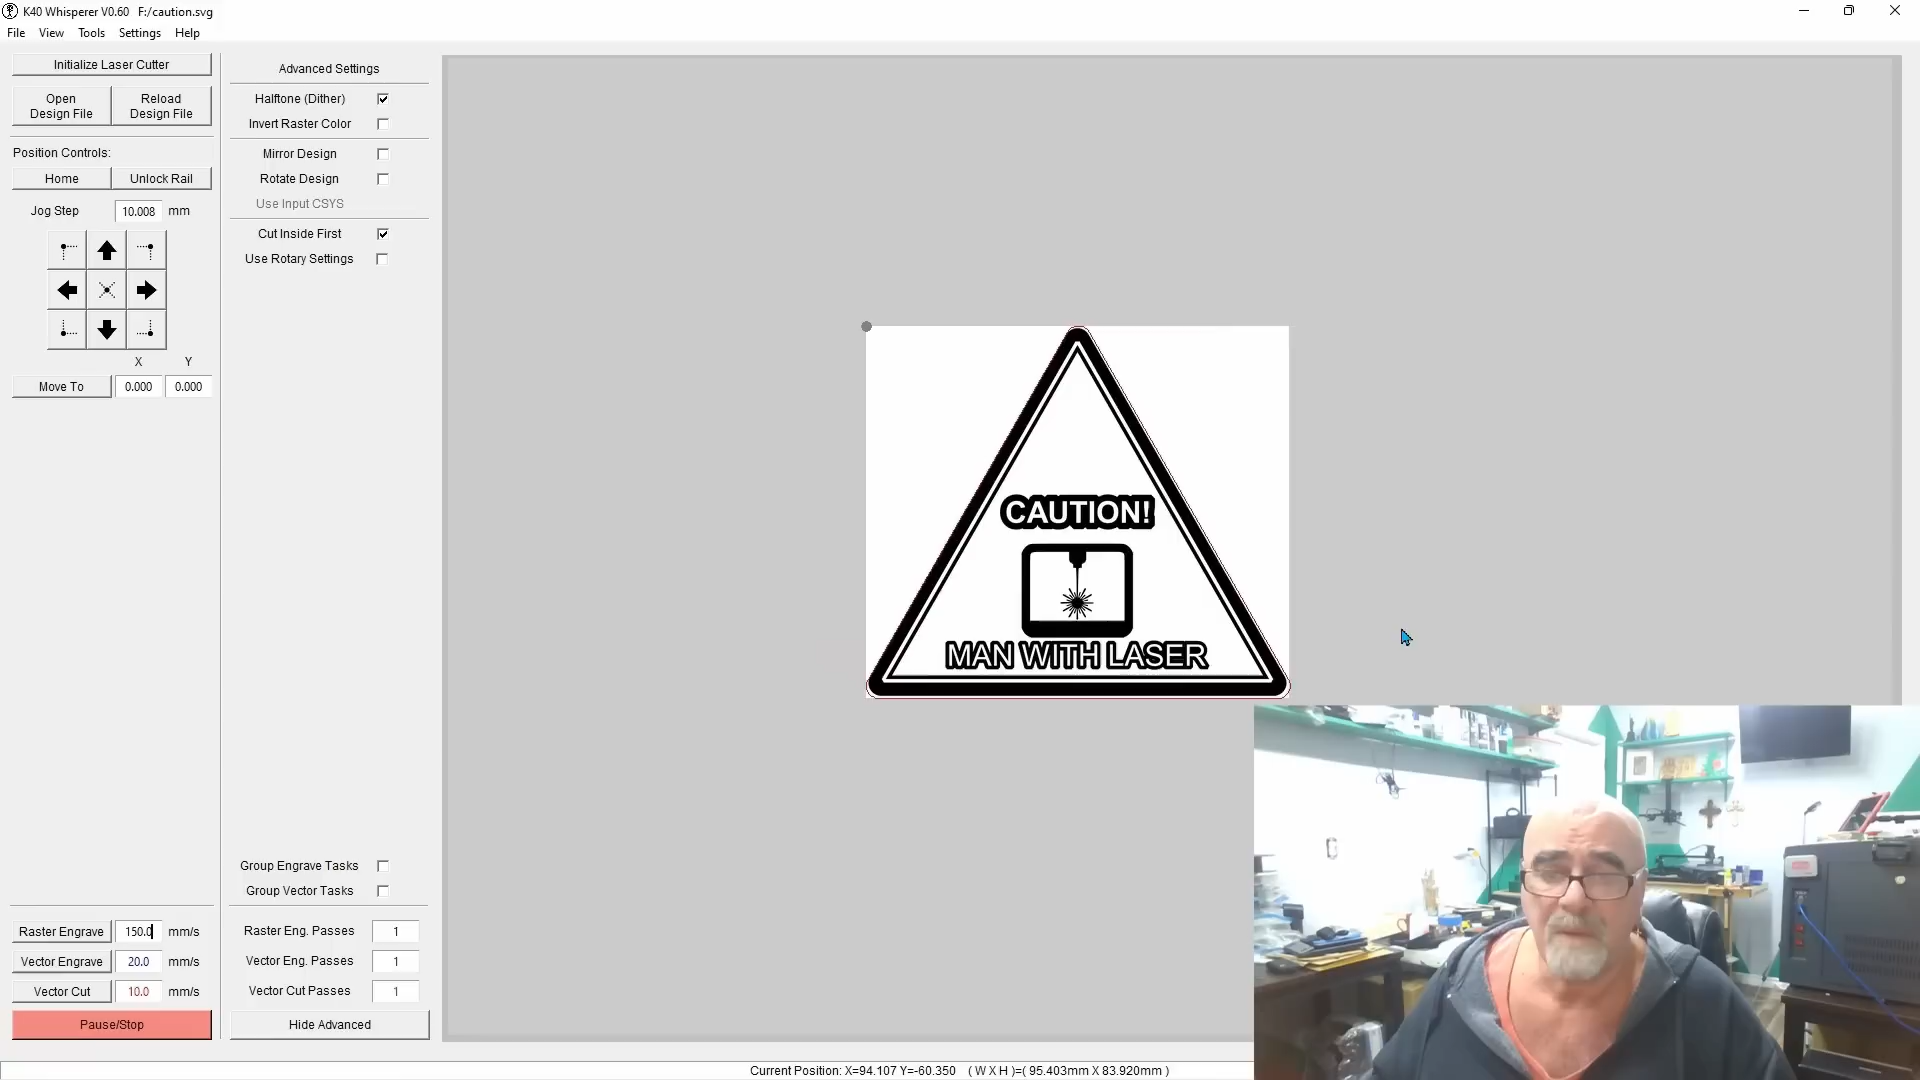 K40 Whisperer V0.60 F:/caution.svg
File View Tools Settings Help
Initialize Laser Cutter
Open Design File
Reload Design File
Position Controls:
Home Unlock Rail
Jog Step 10.008 mm
X Y
Move To 0.000 0.000
Raster Engrave 150.0 mm/s
Vector Engrave 20.0 mm/s
Vector Cut 10.0 mm/s
Pause/Stop
Advanced Settings
Halftone (Dither)
Invert Raster Color
Mirror Design
Rotate Design
Use Input CSYS
Cut Inside First
Use Rotary Settings
Group Engrave Tasks
Group Vector Tasks
Raster Eng. Passes 1
Vector Eng. Passes 1
Vector Cut Passes 1
Hide Advanced
CAUTION!
MAN WITH LASER
Current Position: X=94.107 Y=-60.350 ( W X H )=( 95.403mm X 83.920mm )